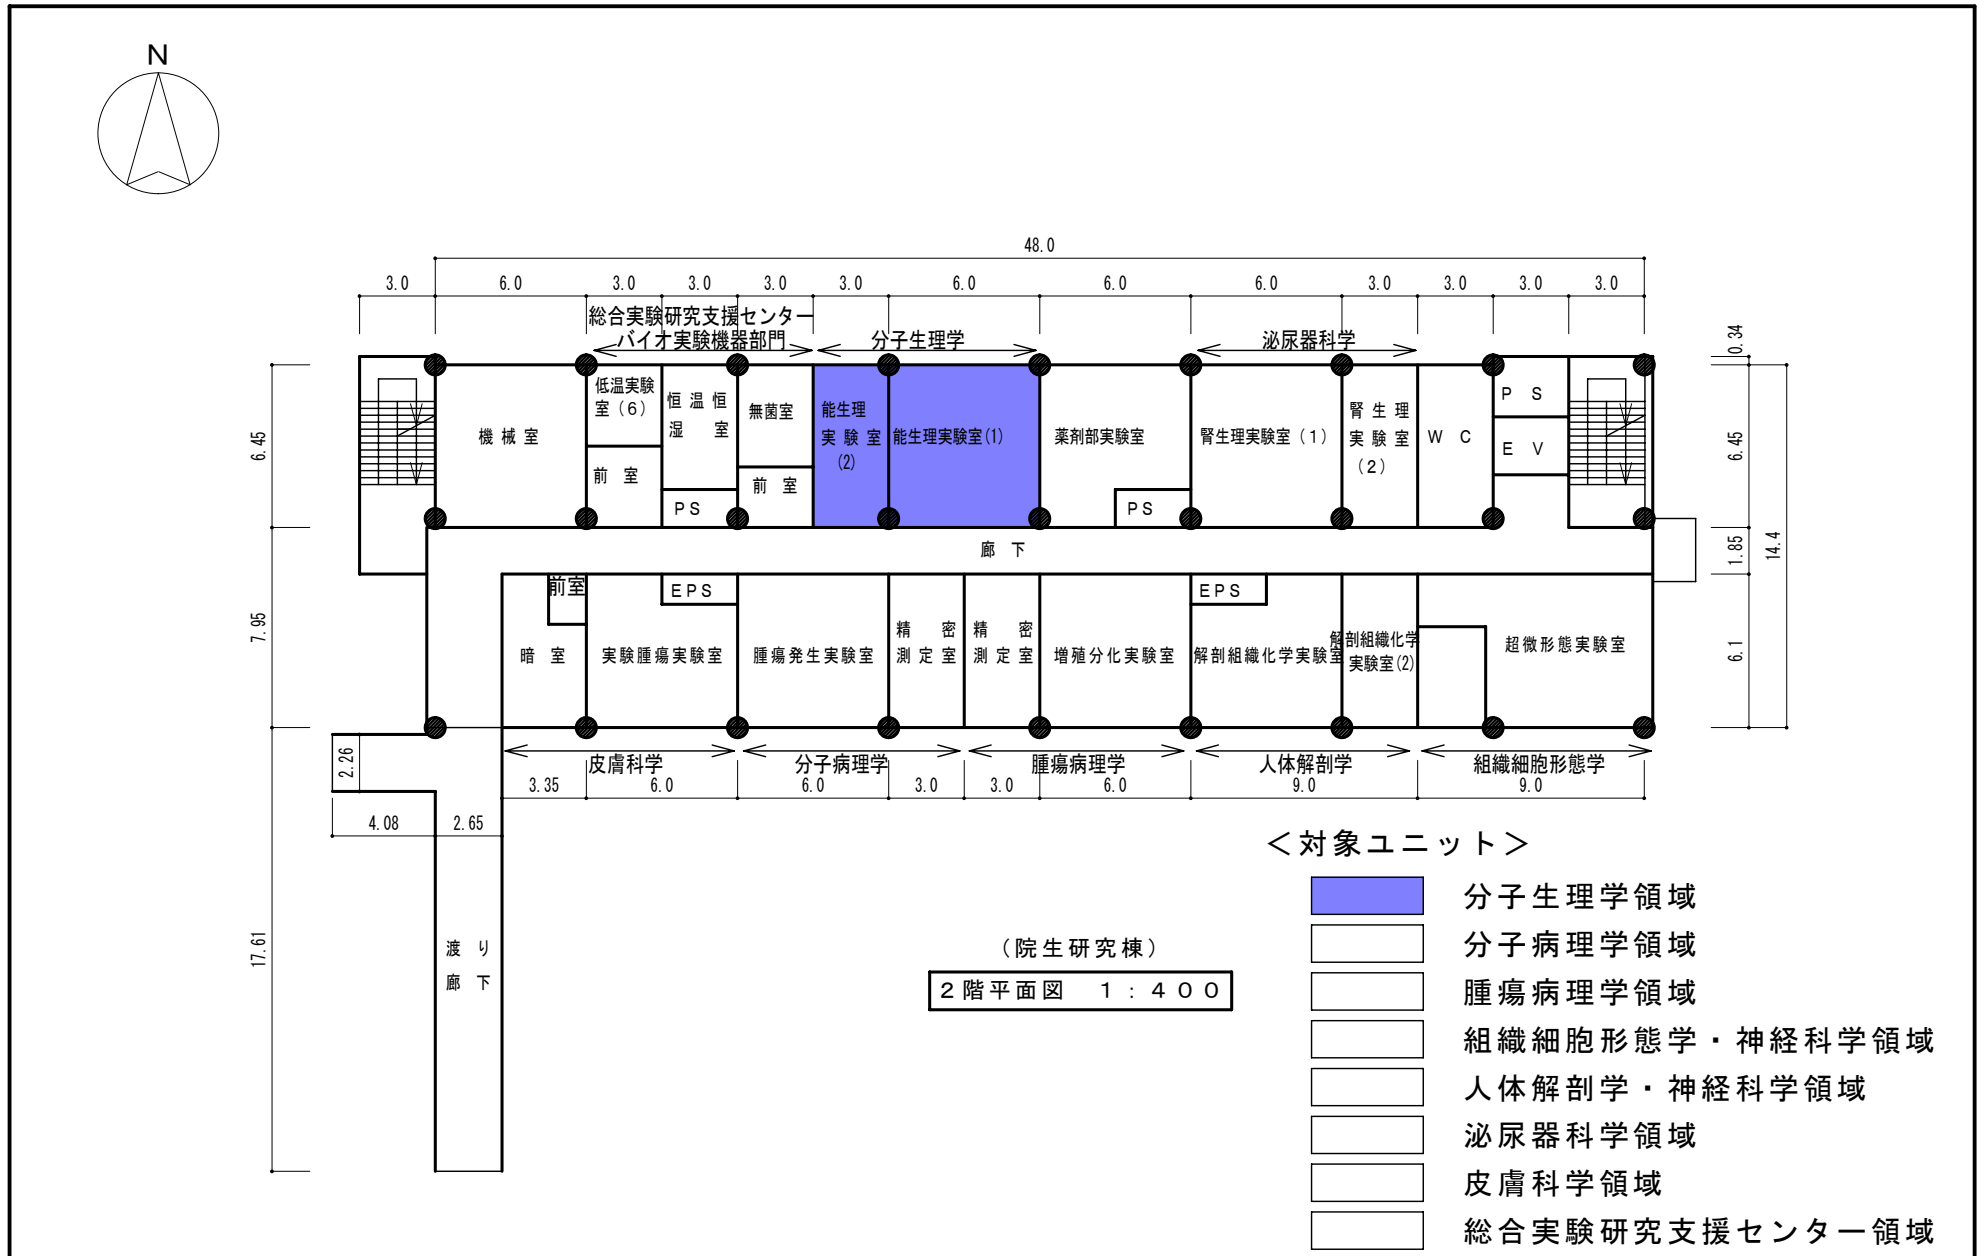 N
48.0
3.0 6.0 3.0 3.0 3.0 3.0 6.0 6.0 6.0 3.0 3.0 3.0 3.0
総合実験研究支援センター
バイオ実験機器部門 分子生理学 泌尿器科学
0.34
6.45
7.95
17.61
6.45
1.85
14.4
6.1
機械室
低温実験
室(6)
前 室
恒 温 恒
湿 室
PS
無菌室
前 室
能生理
実 験 室
(2)
能生理実験室(1)
薬剤部実験室
PS
腎生理実験室(1)
腎 生 理
実 験 室
(2)
W C
P S
E V
廊 下
前室
暗 室
EPS
実験腫瘍実験室
腫瘍発生実験室
精 密
測 定 室
精 密
測 定 室
増殖分化実験室
EPS
解剖組織化学実験室
解剖組織化学
実験室(2)
超微形態実験室
皮膚科学 分子病理学 腫瘍病理学 人体解剖学 組織細胞形態学
3.35 6.0 6.0 3.0 3.0 6.0 9.0 9.0
2.26
4.08 2.65
渡 り
廊 下
(院生研究棟)
2階平面図 1:400
＜対象ユニット＞
分子生理学領域
分子病理学領域
腫瘍病理学領域
組織細胞形態学・神経科学領域
人体解剖学・神経科学領域
泌尿器科学領域
皮膚科学領域
総合実験研究支援センター領域